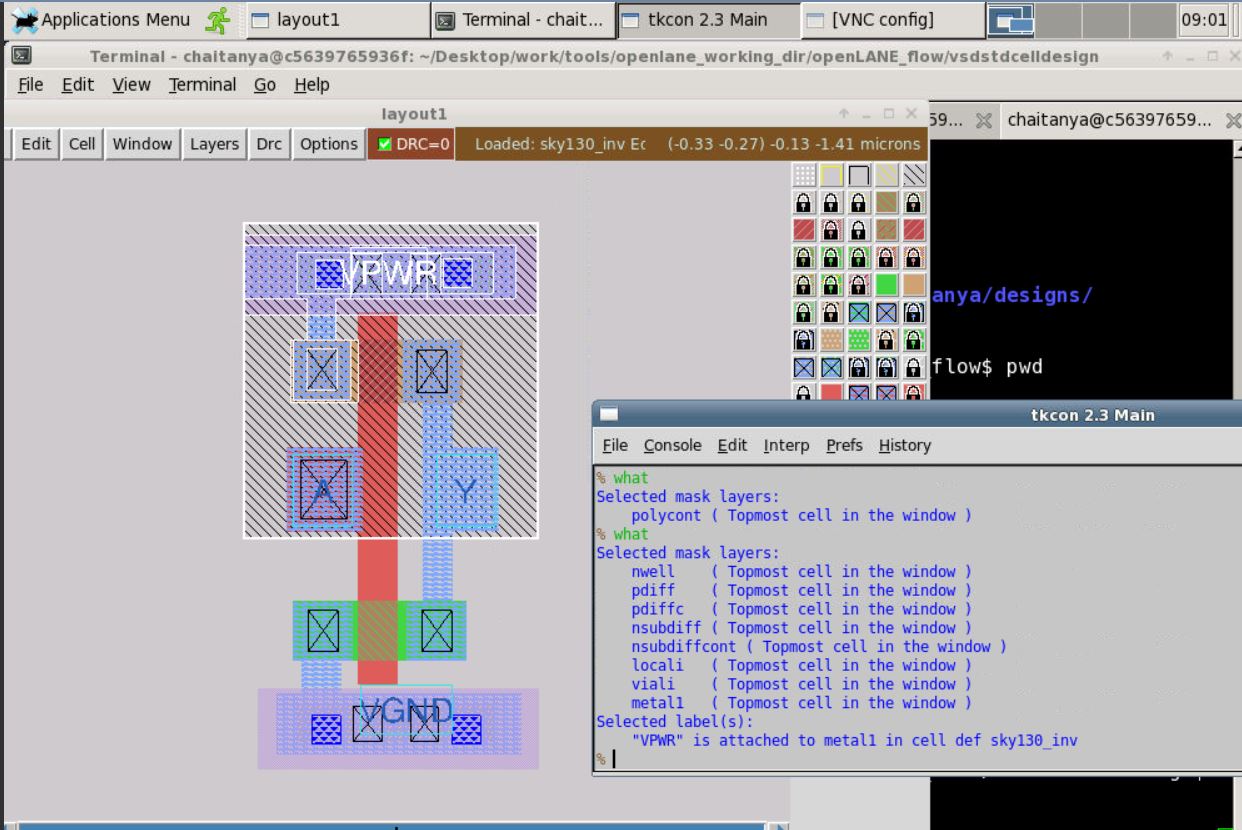 Applications Menu layout1 Terminal - chait... tkcon 2.3 Main [VNC config] 09:01
Terminal - chaitanya@c5639765936f: ~/Desktop/work/tools/openlane_working_dir/openLANE_flow/vsdstdcelldesign
File Edit View Terminal Go Help
layout1
59... chaitanya@c56397659...
Edit Cell Window Layers Drc Options DRC=0 Loaded: sky130_inv Ec (-0.33 -0.27) -0.13 -1.41 microns
VPWR
anya/designs/
flow$ pwd
tkcon 2.3 Main
File Console Edit Interp Prefs History
A
Y
VGND
% what
Selected mask layers:
polycont ( Topmost cell in the window )
% what
Selected mask layers:
nwell ( Topmost cell in the window )
pdiff ( Topmost cell in the window )
pdiffc ( Topmost cell in the window )
nsubdiff ( Topmost cell in the window )
nsubdiffcont ( Topmost cell in the window )
locali ( Topmost cell in the window )
viali ( Topmost cell in the window )
metal1 ( Topmost cell in the window )
Selected label(s):
"VPWR" is attached to metal1 in cell def sky130_inv
%